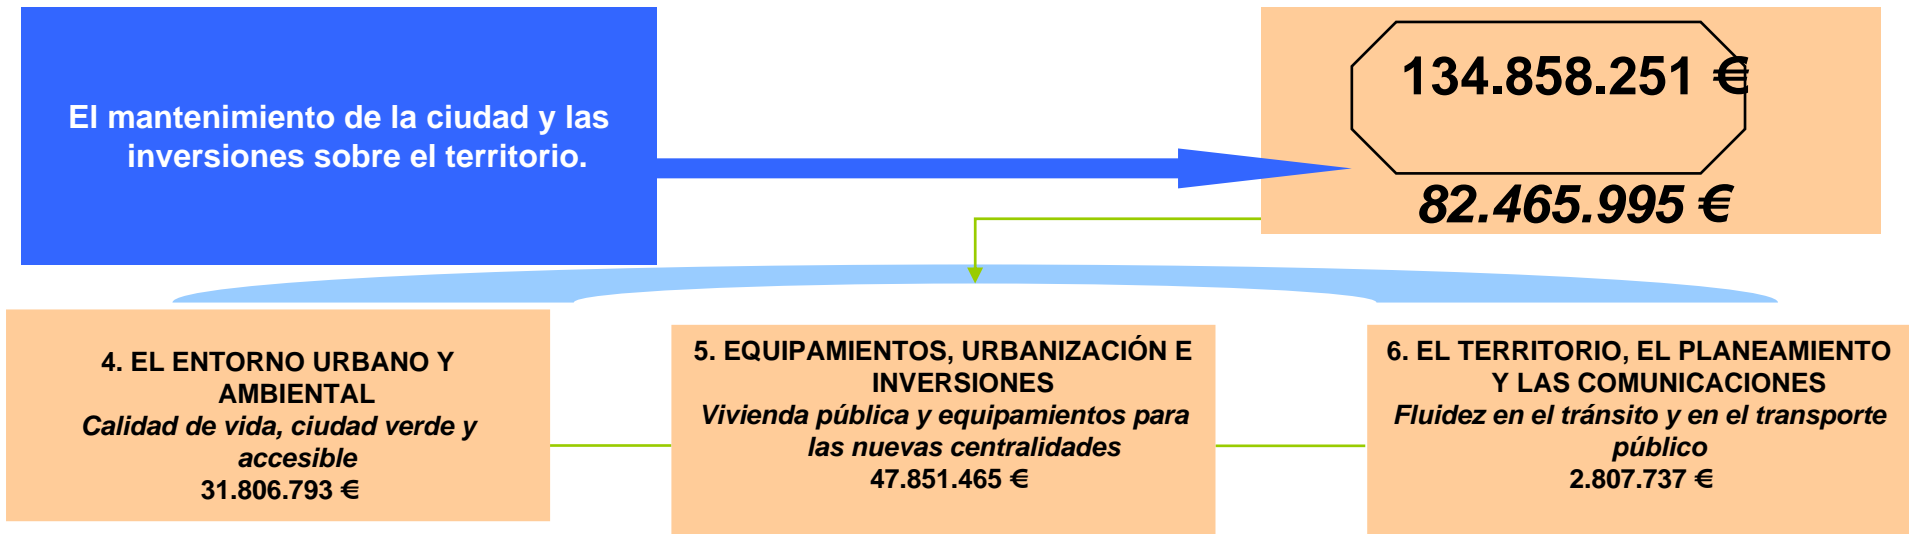 El mantenimiento de la ciudad y las
inversiones sobre el territorio.
134.858.251 €
82.465.995 €
4. EL ENTORNO URBANO Y
AMBIENTAL
Calidad de vida, ciudad verde y
accesible
31.806.793 €
5. EQUIPAMIENTOS, URBANIZACIÓN E
INVERSIONES
Vivienda pública y equipamientos para
las nuevas centralidades
47.851.465 €
6. EL TERRITORIO, EL PLANEAMIENTO
Y LAS COMUNICACIONES
Fluidez en el tránsito y en el transporte
público
2.807.737 €